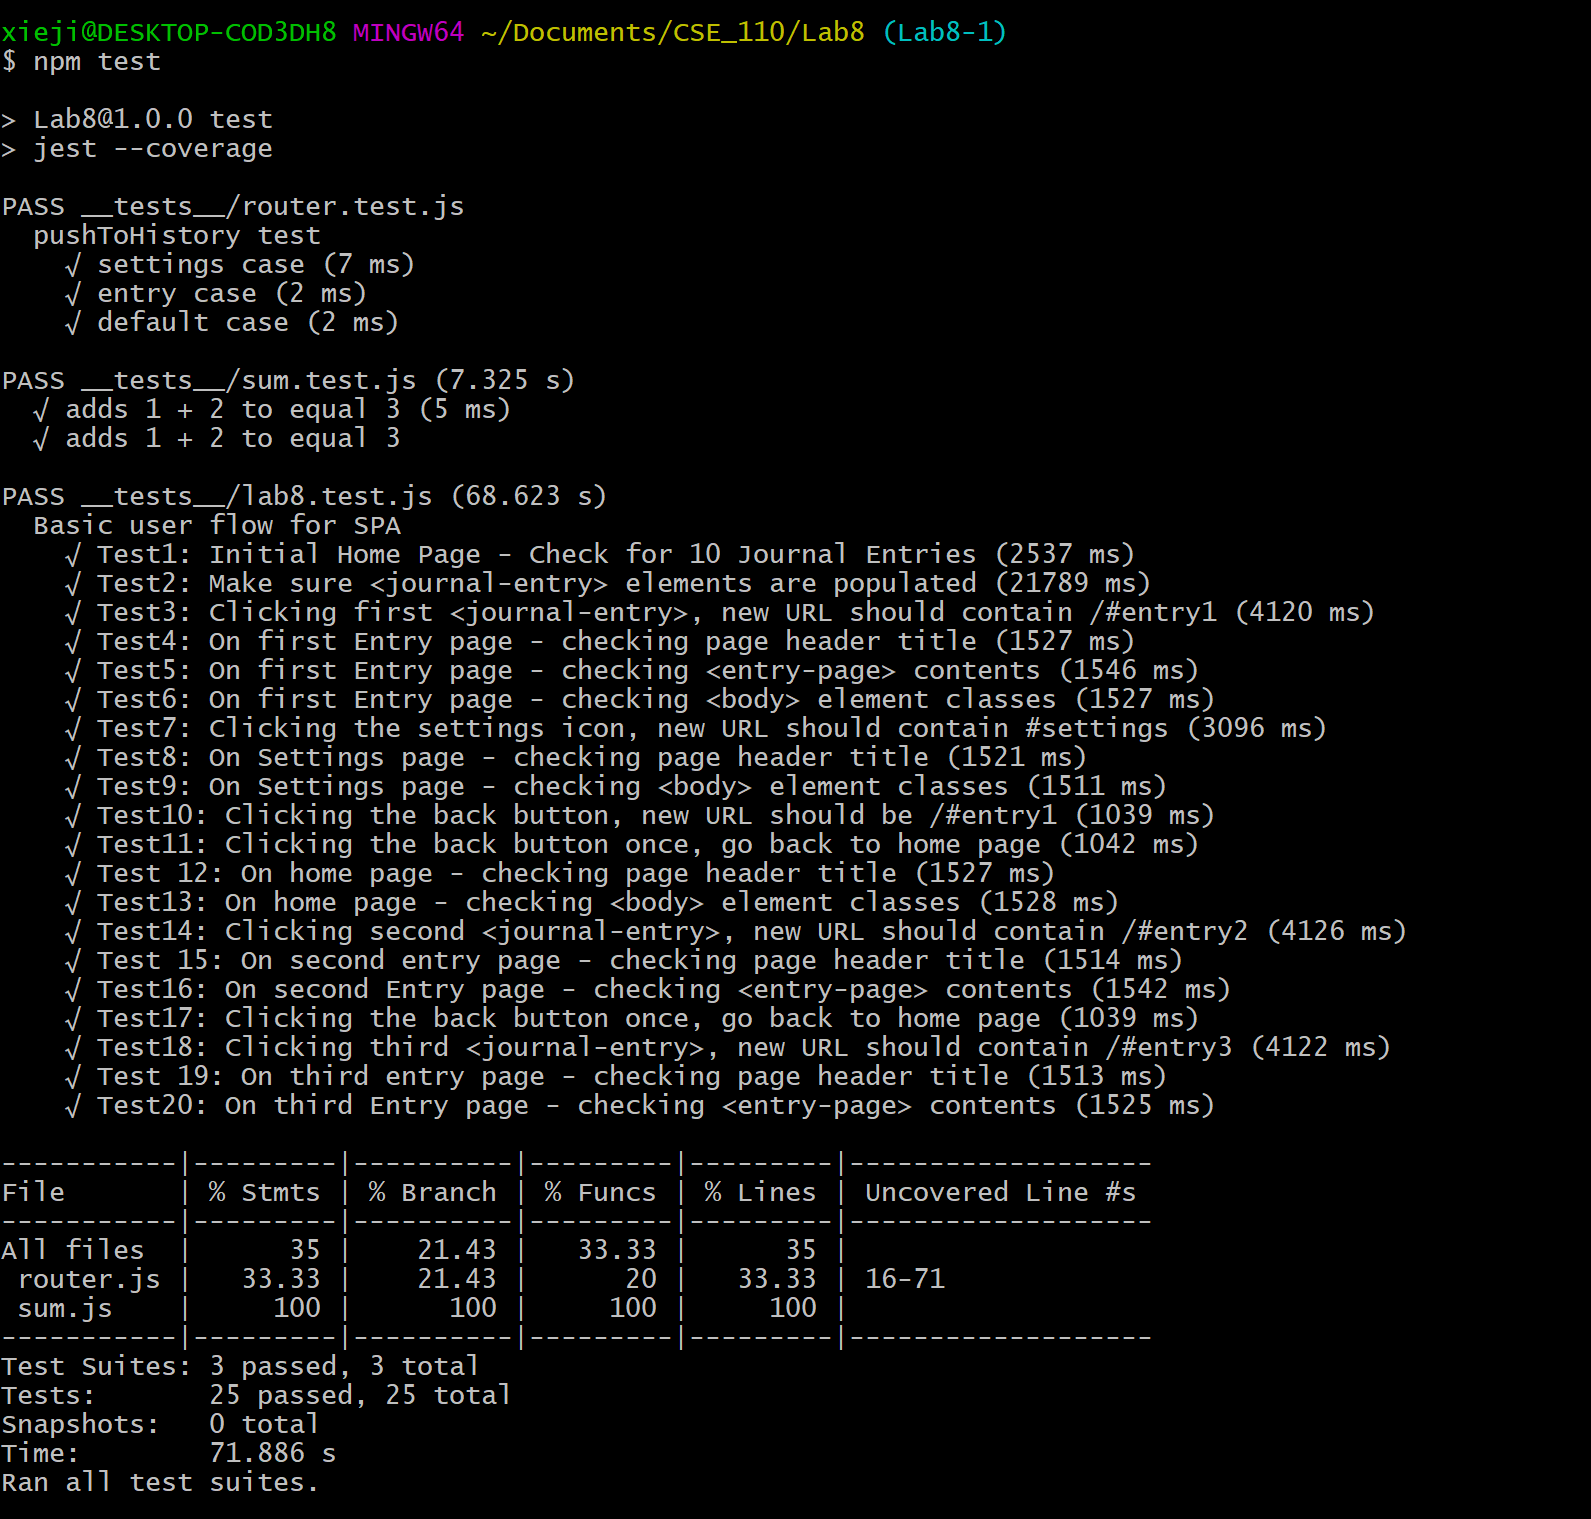 xieji@DESKTOP-COD3DH8 MINGW64 ~/Documents/CSE_110/Lab8 (Lab8-1)
$ npm test

> Lab8@1.0.0 test
> jest --coverage

PASS __tests__/router.test.js
  pushToHistory test
    √ settings case (7 ms)
    √ entry case (2 ms)
    √ default case (2 ms)

PASS __tests__/sum.test.js (7.325 s)
  √ adds 1 + 2 to equal 3 (5 ms)
  √ adds 1 + 2 to equal 3

PASS __tests__/lab8.test.js (68.623 s)
  Basic user flow for SPA
    √ Test1: Initial Home Page - Check for 10 Journal Entries (2537 ms)
    √ Test2: Make sure <journal-entry> elements are populated (21789 ms)
    √ Test3: Clicking first <journal-entry>, new URL should contain /#entry1 (4120 ms)
    √ Test4: On first Entry page - checking page header title (1527 ms)
    √ Test5: On first Entry page - checking <entry-page> contents (1546 ms)
    √ Test6: On first Entry page - checking <body> element classes (1527 ms)
    √ Test7: Clicking the settings icon, new URL should contain #settings (3096 ms)
    √ Test8: On Settings page - checking page header title (1521 ms)
    √ Test9: On Settings page - checking <body> element classes (1511 ms)
    √ Test10: Clicking the back button, new URL should be /#entry1 (1039 ms)
    √ Test11: Clicking the back button once, go back to home page (1042 ms)
    √ Test 12: On home page - checking page header title (1527 ms)
    √ Test13: On home page - checking <body> element classes (1528 ms)
    √ Test14: Clicking second <journal-entry>, new URL should contain /#entry2 (4126 ms)
    √ Test 15: On second entry page - checking page header title (1514 ms)
    √ Test16: On second Entry page - checking <entry-page> contents (1542 ms)
    √ Test17: Clicking the back button once, go back to home page (1039 ms)
    √ Test18: Clicking third <journal-entry>, new URL should contain /#entry3 (4122 ms)
    √ Test 19: On third entry page - checking page header title (1513 ms)
    √ Test20: On third Entry page - checking <entry-page> contents (1525 ms)

-----------|---------|----------|---------|---------|-------------------
File       | % Stmts | % Branch | % Funcs | % Lines | Uncovered Line #s
-----------|---------|----------|---------|---------|-------------------
All files  |      35 |    21.43 |   33.33 |      35 |
 router.js |   33.33 |    21.43 |      20 |   33.33 | 16-71
 sum.js    |     100 |      100 |     100 |     100 |
-----------|---------|----------|---------|---------|-------------------
Test Suites: 3 passed, 3 total
Tests:       25 passed, 25 total
Snapshots:   0 total
Time:        71.886 s
Ran all test suites.